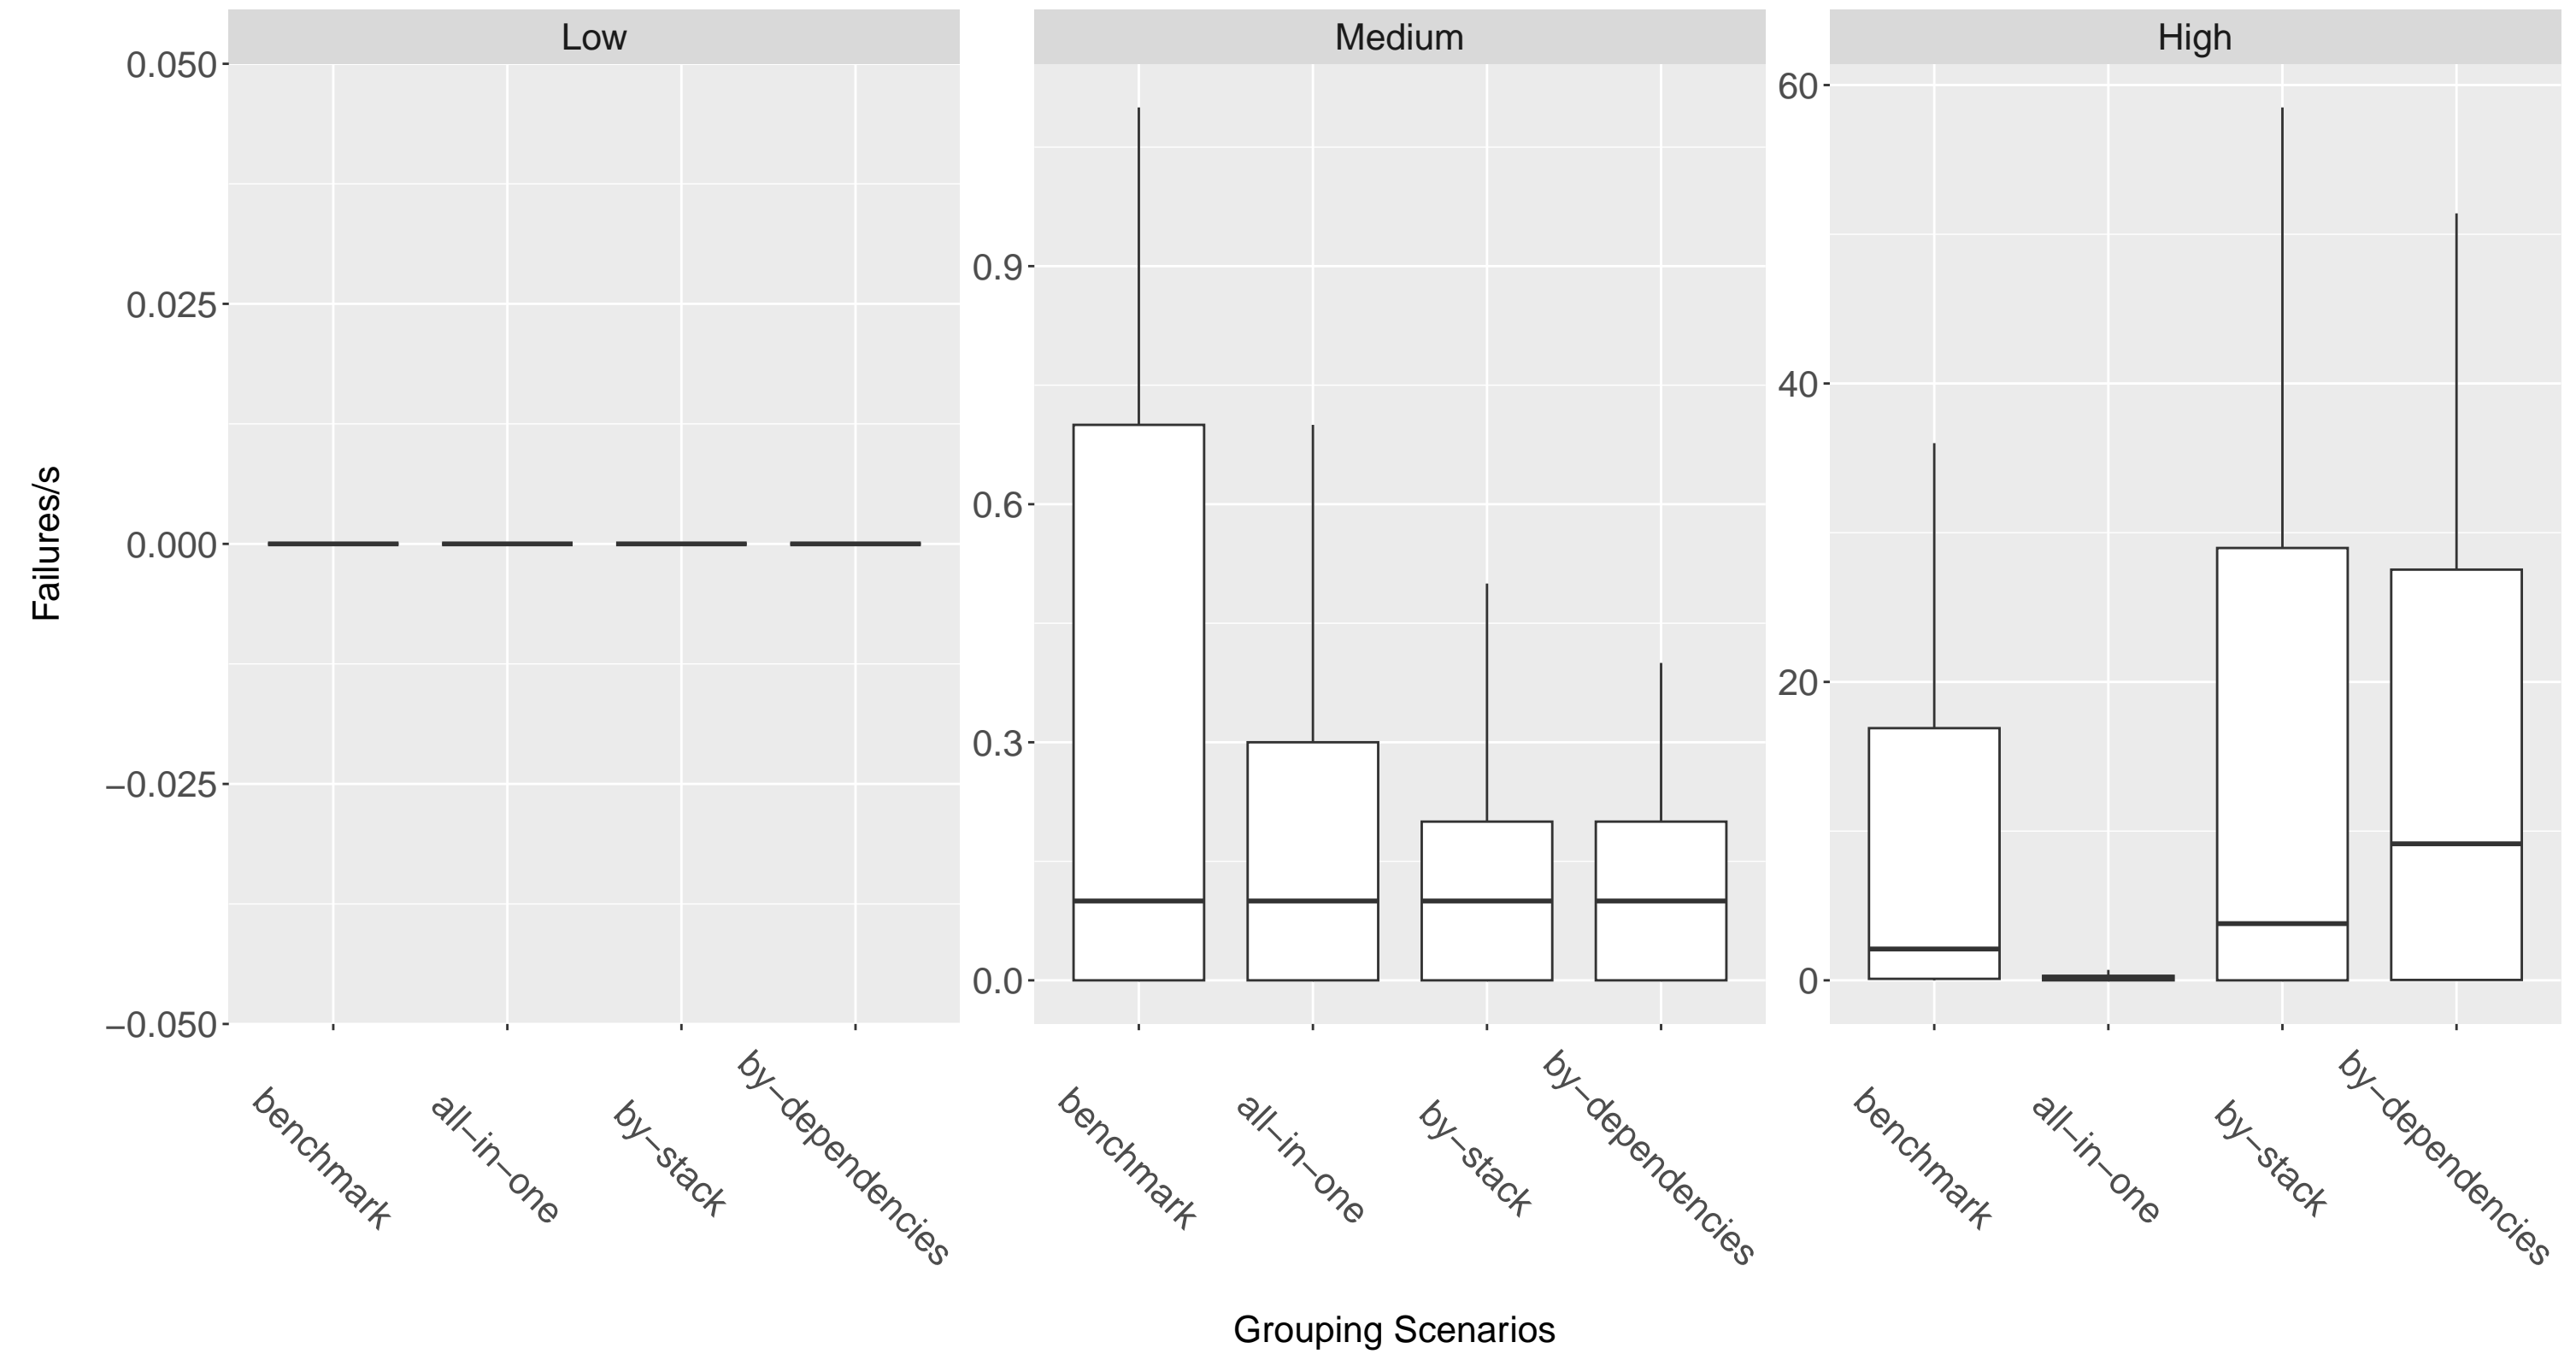 Low
Medium
High
Failures/s
0.050
0.025
0.000
−0.025
−0.050
0.9
0.6
0.3
0.0
60
40
20
0
benchmark
all−in−one
by−stack
by−dependencies
benchmark
all−in−one
by−stack
by−dependencies
benchmark
all−in−one
by−stack
by−dependencies
Grouping Scenarios